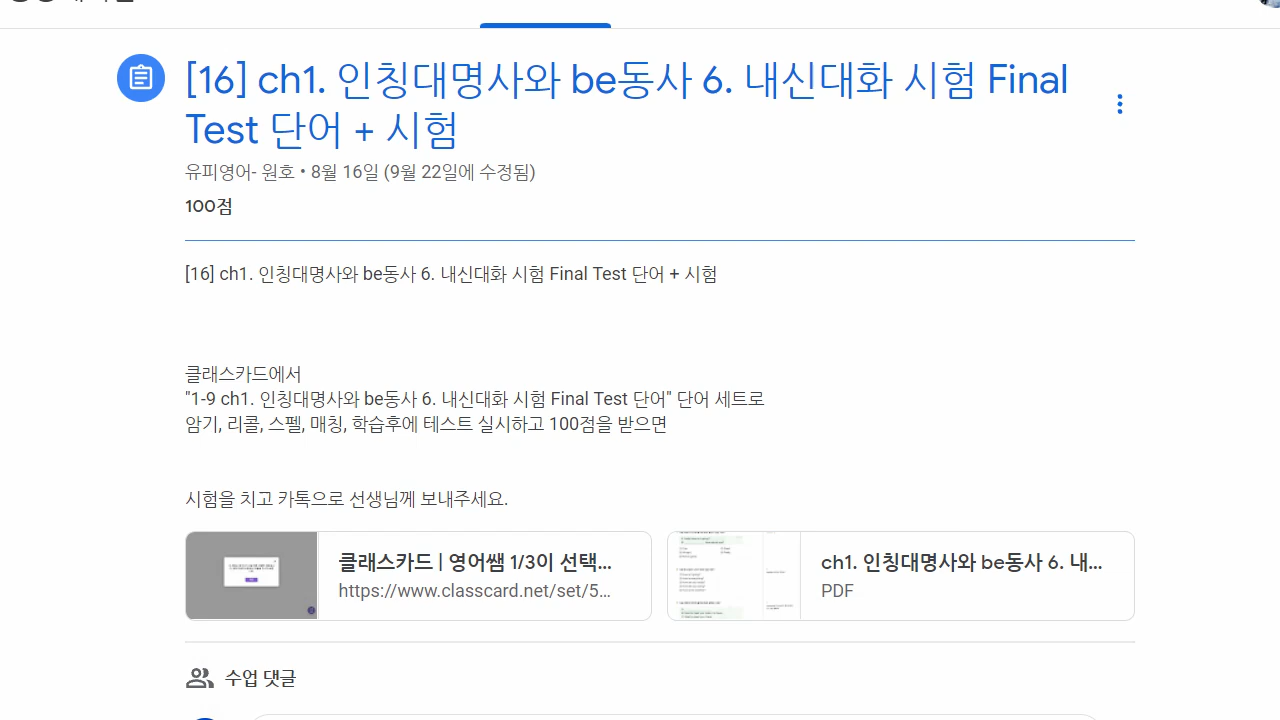 [16] ch1. 인칭대명사와 be동사 6. 내신대화 시험 Final
Test 단어 + 시험
유피영어- 원호 • 8월 16일 (9월 22일에 수정됨)
100점
[16] ch1. 인칭대명사와 be동사 6. 내신대화 시험 Final Test 단어 + 시험
클래스카드에서
"1-9 ch1. 인칭대명사와 be동사 6. 내신대화 시험 Final Test 단어" 단어 세트로
암기, 리콜, 스펠, 매칭, 학습후에 테스트 실시하고 100점을 받으면
시험을 치고 카톡으로 선생님께 보내주세요.
클래스카드 | 영어쌤 1/3이 선택...
https://www.classcard.net/set/5...
ch1. 인칭대명사와 be동사 6. 내...
PDF
수업 댓글